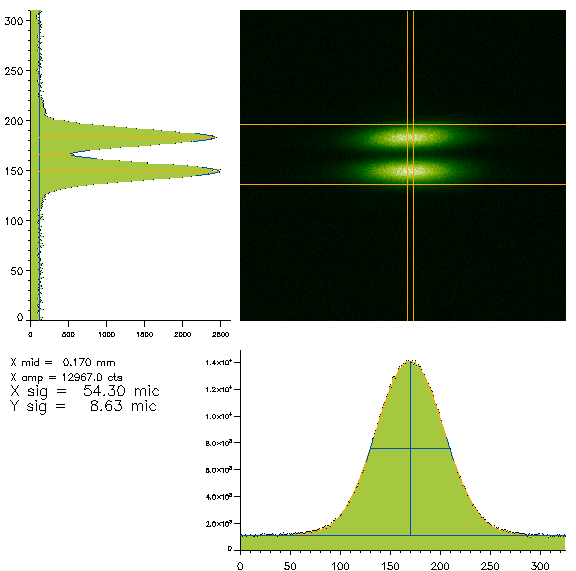 300
250
200
150
100
50
0
0 500 1000 1500 2000 2500
X mid = 0.170 mm
X amp = 12967.0 cts
X sig = 54.30 mic
Y sig = 8.63 mic
1.4×10⁴
1.2×10⁴
1.0×10⁴
8.0×10³
6.0×10³
4.0×10³
2.0×10³
0
0 50 100 150 200 250 300